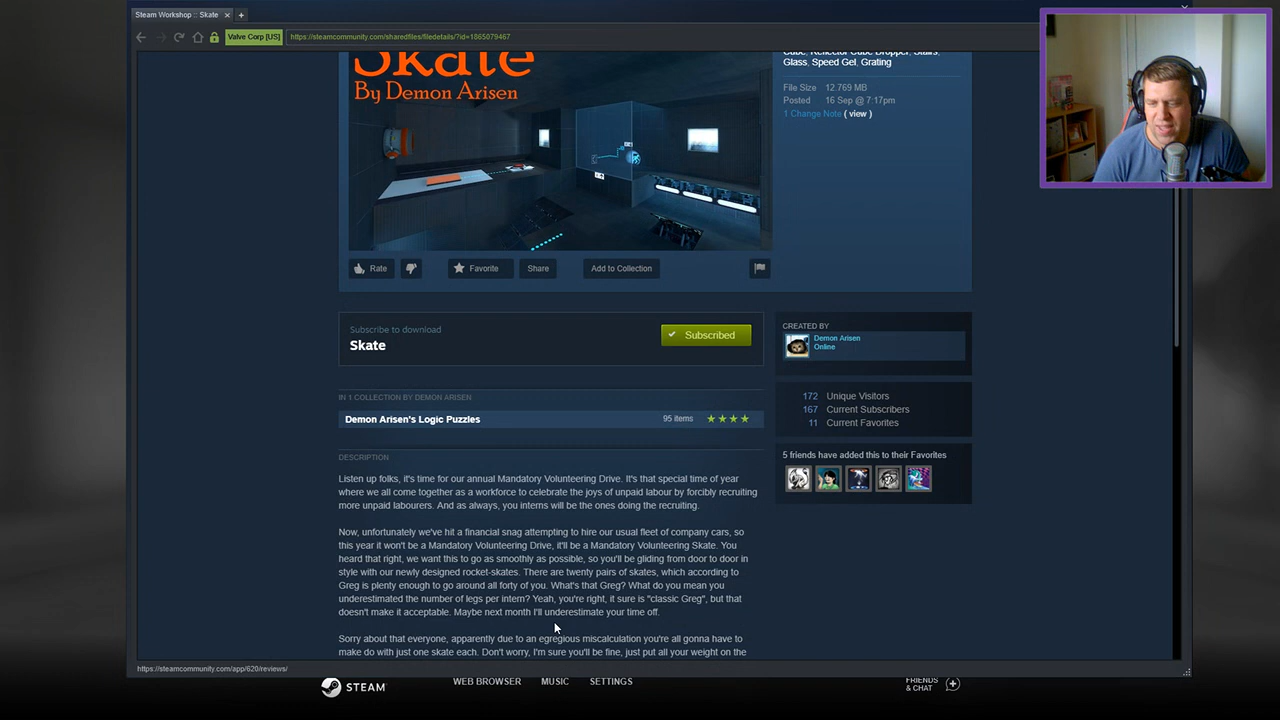 Steam Workshop :: Skate
Valve Corp [US]
https://steamcommunity.com/sharedfiles/filedetails/?id=1865079467
Skate
By Demon Arisen
Cube, Reflector Cube Dropper, Stairs,
Glass, Speed Gel, Grating
File Size 12.769 MB
Posted 16 Sep @ 7:17pm
1 Change Note ( view )
Rate
Favorite
Share
Add to Collection
Subscribe to download
Skate
Subscribed
CREATED BY
Demon Arisen
Online
IN 1 COLLECTION BY DEMON ARISEN
Demon Arisen's Logic Puzzles
95 items
172 Unique Visitors
167 Current Subscribers
11 Current Favorites
5 friends have added this to their Favorites
DESCRIPTION
Listen up folks, it's time for our annual Mandatory Volunteering Drive. It's that special time of year
where we all come together as a workforce to celebrate the joys of unpaid labour by forcibly recruiting
more unpaid labourers. And as always, you interns will be the ones doing the recruiting.
Now, unfortunately we've hit a financial snag attempting to hire our usual fleet of company cars, so
this year it won't be a Mandatory Volunteering Drive, it'll be a Mandatory Volunteering Skate. You
heard that right, we want this to go as smoothly as possible, so you'll be gliding from door to door in
style with our newly designed rocket-skates. There are twenty pairs of skates, which according to
Greg is plenty enough to go around all forty of you. What's that Greg? What do you mean you
underestimated the number of legs per intern? Yeah, you're right, it sure is "classic Greg", but that
doesn't make it acceptable. Maybe next month I'll underestimate your time off.
Sorry about that everyone, apparently due to an egregious miscalculation you're all gonna have to
make do with just one skate each. Don't worry, I'm sure you'll be fine, just put all your weight on the
https://steamcommunity.com/app/620/reviews/
STEAM
WEB BROWSER
MUSIC
SETTINGS
FRIENDS
& CHAT